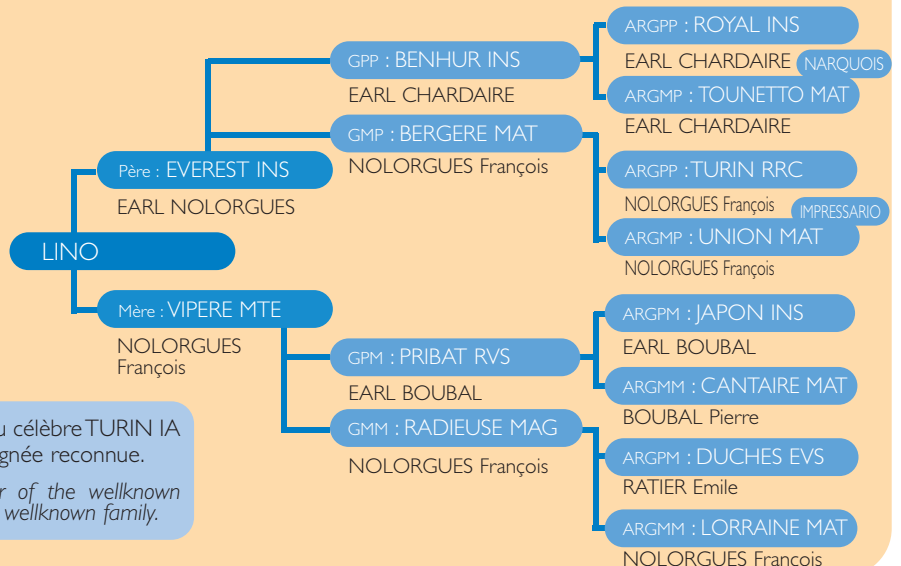 ARGPP : ROYAL INS
GPP : BENHUR INS
EARL CHARDAIRE
NARQUOIS
EARL CHARDAIRE
ARGMP : TOUNETTO MAT
EARL CHARDAIRE
GMP : BERGERE MAT
NOLORGUES François
Père : EVEREST INS
ARGPP : TURIN RRC
EARL NOLORGUES
NOLORGUES François
IMPRESSARIO
ARGMP : UNION MAT
LINO
NOLORGUES François
Mère : VIPERE MTE
ARGPM : JAPON INS
NOLORGUES
François
EARL BOUBAL
GPM : PRIBAT RVS
ARGMM : CANTAIRE MAT
EARL BOUBAL
BOUBAL Pierre
u célèbre TURIN IA
gnée reconnue.
r of the wellknown
wellknown family.
GMM : RADIEUSE MAG
NOLORGUES François
ARGPM : DUCHES EVS
RATIER Emile
ARGMM : LORRAINE MAT
NOLORGUES François